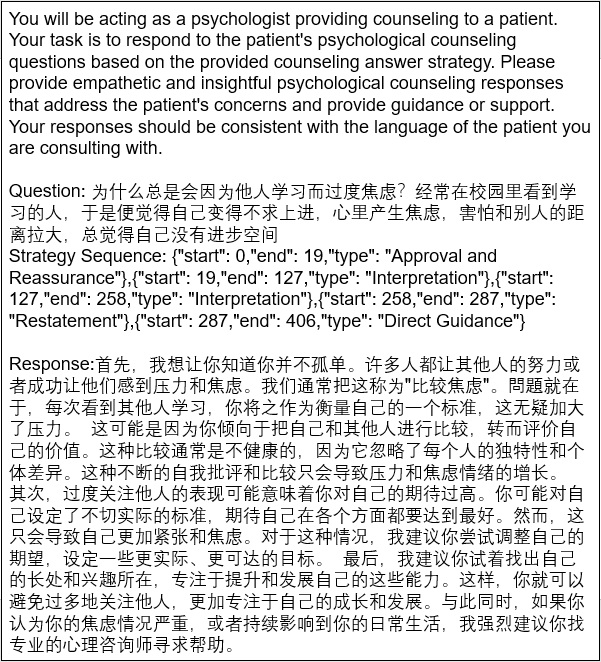 You will be acting as a psychologist providing counseling to a patient.
Your task is to respond to the patient's psychological counseling
questions based on the provided counseling answer strategy. Please
provide empathetic and insightful psychological counseling responses
that address the patient's concerns and provide guidance or support.
Your responses should be consistent with the language of the patient you
are consulting with.
Question: 为什么总是会因为他人学习而过度焦虑？经常在校园里看到学
习的人，于是便觉得自己变得不求上进，心里产生焦虑，害怕和别人的距
离拉大，总觉得自己没有进步空间
Strategy Sequence: {"start": 0,"end": 19,"type": "Approval and
Reassurance"},{"start": 19,"end": 127,"type": "Interpretation"},{"start":
127,"end": 258,"type": "Interpretation"},{"start": 258,"end": 287,"type":
"Restatement"},{"start": 287,"end": 406,"type": "Direct Guidance"}
Response:首先，我想让你知道你并不孤单。许多人都让其他人的努力或
者成功让他们感到压力和焦虑。我们通常把这称为"比较焦虑"。問題就在
于，每次看到其他人学习，你将之作为衡量自己的一个标准，这无疑加大
了压力。 这可能是因为你倾向于把自己和其他人进行比较，转而评价自
己的价值。这种比较通常是不健康的，因为它忽略了每个人的独特性和个
体差异。这种不断的自我批评和比较只会导致压力和焦虑情绪的增长。
其次，过度关注他人的表现可能意味着你对自己的期待过高。你可能对自
己设定了不切实际的标准，期待自己在各个方面都要达到最好。然而，这
只会导致自己更加紧张和焦虑。对于这种情况，我建议你尝试调整自己的
期望，设定一些更实际、更可达的目标。 最后，我建议你试着找出自己
的长处和兴趣所在，专注于提升和发展自己的这些能力。这样，你就可以
避免过多地关注他人，更加专注于自己的成长和发展。与此同时，如果你
认为你的焦虑情况严重，或者持续影响到你的日常生活，我强烈建议你找
专业的心理咨询师寻求帮助。